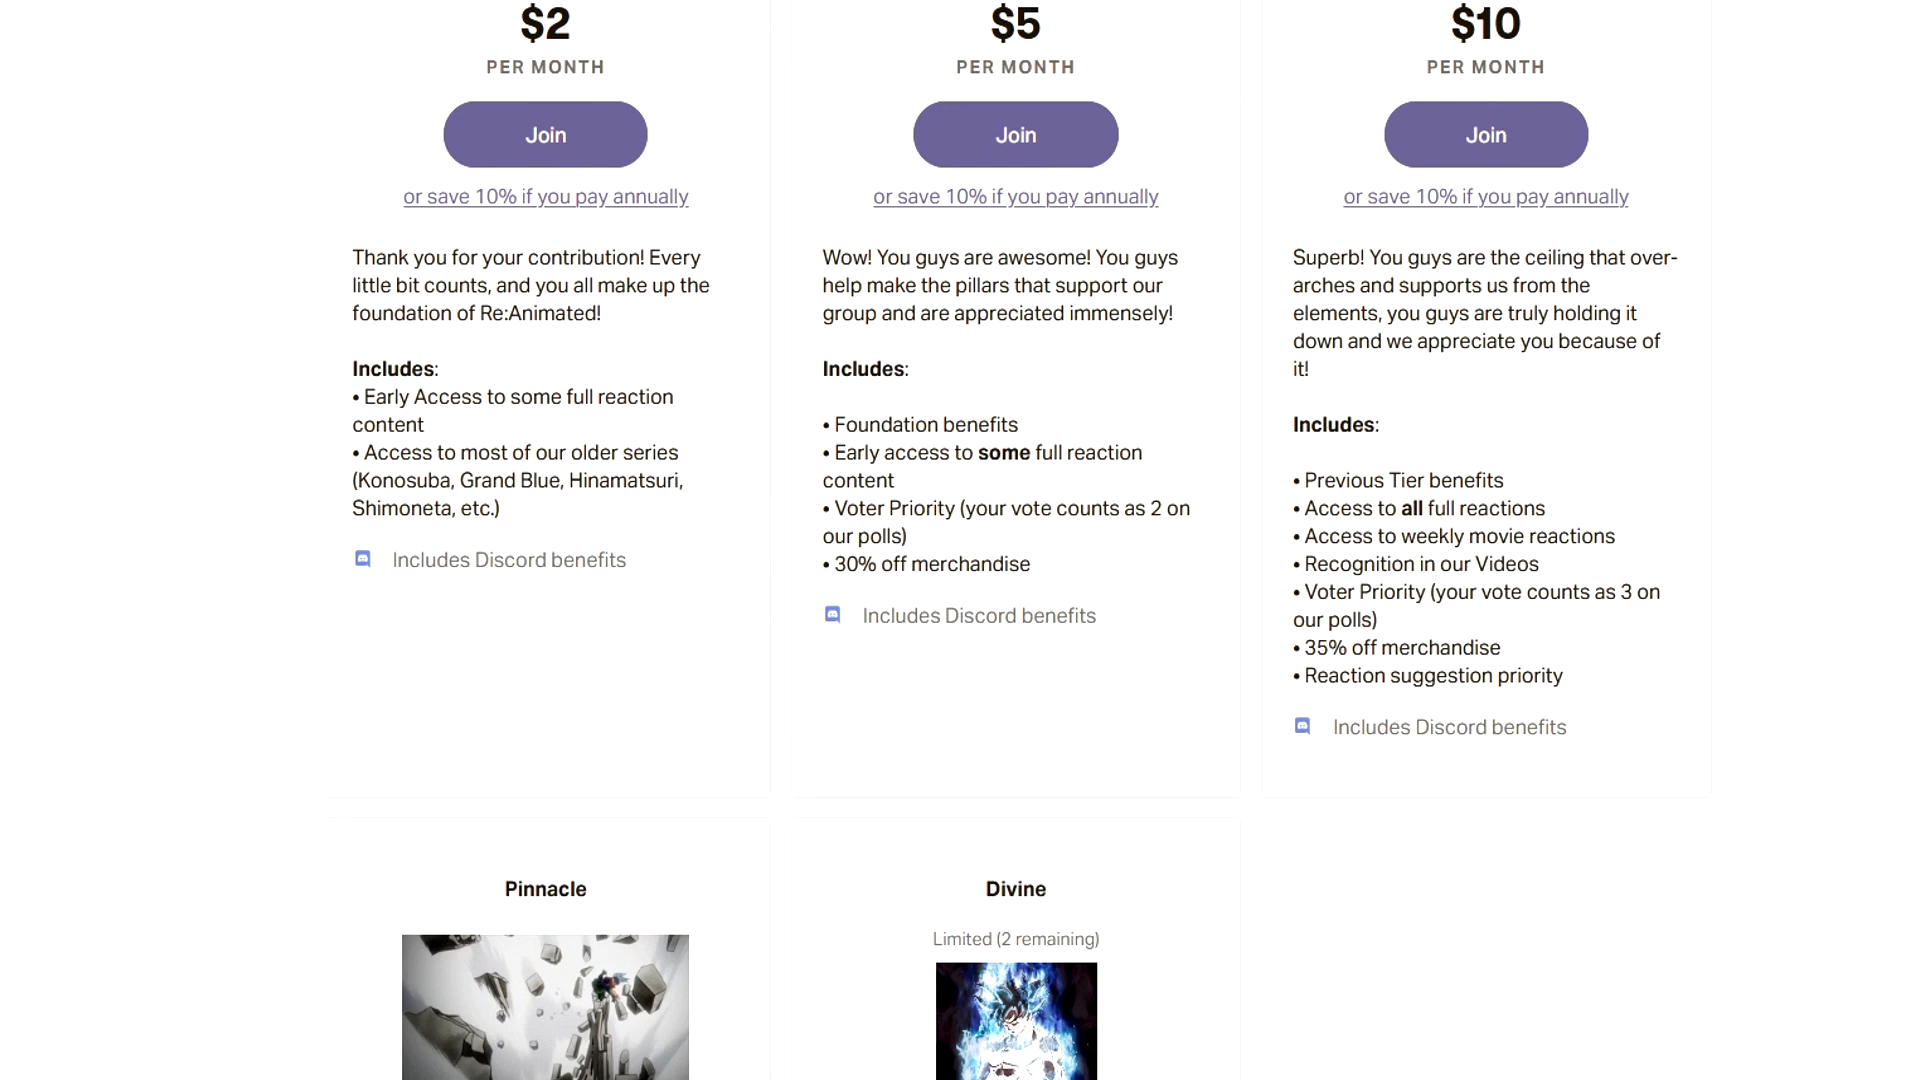 $2
PER MONTH
Join
or save 10% if you pay annually
Thank you for your contribution! Every
little bit counts, and you all make up the
foundation of Re:Animated!
Includes:
• Early Access to some full reaction
content
• Access to most of our older series
(Konosuba, Grand Blue, Hinamatsuri,
Shimoneta, etc.)
Includes Discord benefits
$5
PER MONTH
Join
or save 10% if you pay annually
Wow! You guys are awesome! You guys
help make the pillars that support our
group and are appreciated immensely!
Includes:
• Foundation benefits
• Early access to some full reaction
content
• Voter Priority (your vote counts as 2 on
our polls)
• 30% off merchandise
Includes Discord benefits
$10
PER MONTH
Join
or save 10% if you pay annually
Superb! You guys are the ceiling that over-
arches and supports us from the
elements, you guys are truly holding it
down and we appreciate you because of
it!
Includes:
• Previous Tier benefits
• Access to all full reactions
• Access to weekly movie reactions
• Recognition in our Videos
• Voter Priority (your vote counts as 3 on
our polls)
• 35% off merchandise
• Reaction suggestion priority
Includes Discord benefits
Pinnacle
Divine
Limited (2 remaining)